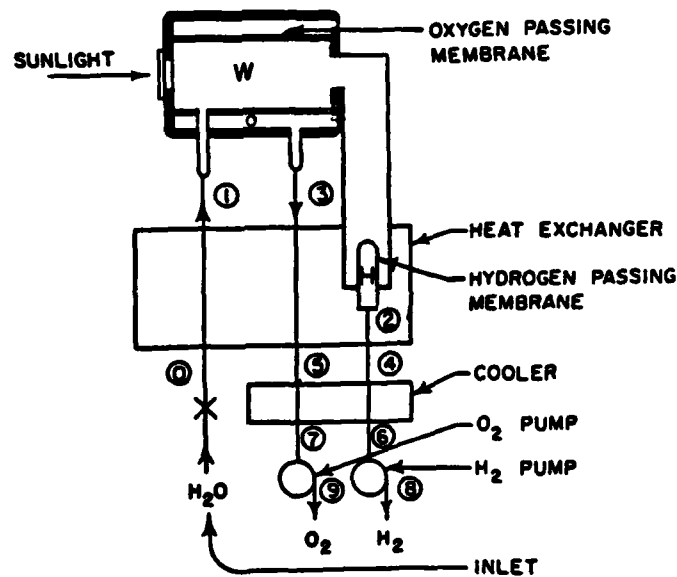 OXYGEN PASSING
MEMBRANE
SUNLIGHT
W
O
①
③
HEAT EXCHANGER
HYDROGEN PASSING
MEMBRANE
②
⓪
⑤
④
COOLER
⑦
⑥
O₂ PUMP
H₂ PUMP
H₂O
⑨
⑧
O₂
H₂
INLET